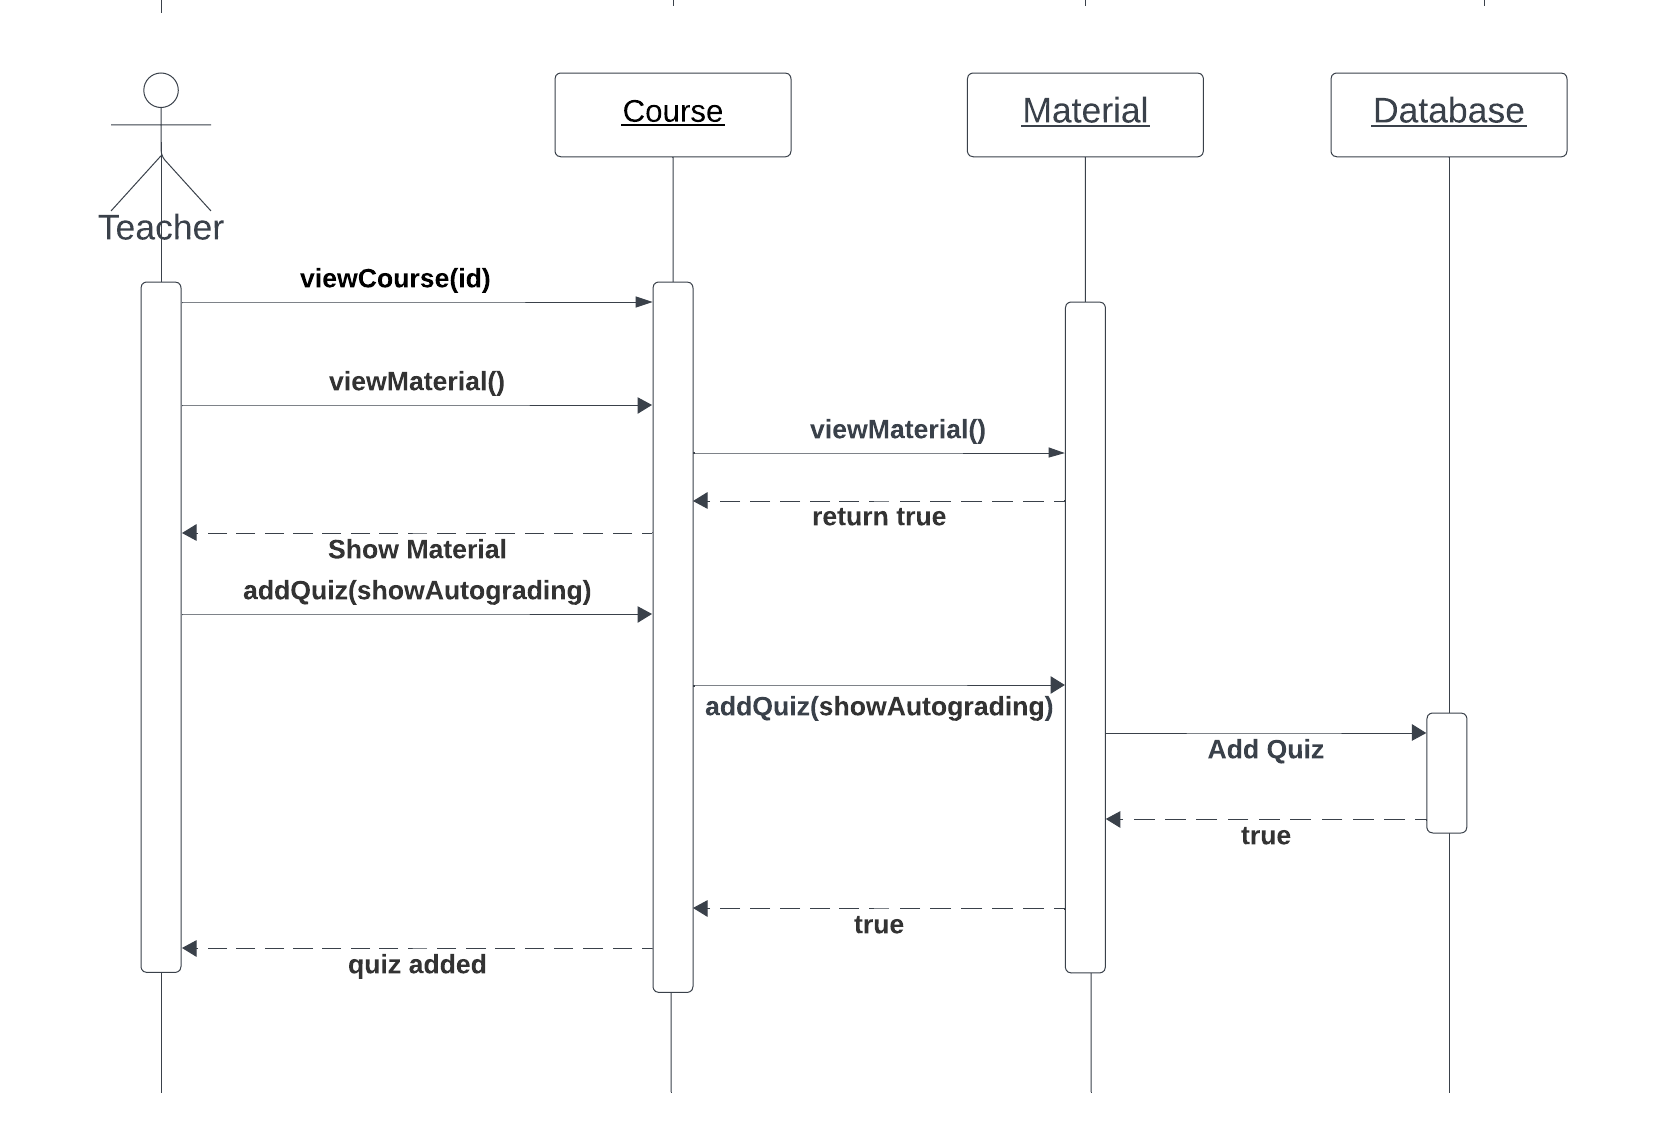 Course
Material
Database
Teacher
viewCourse(id)
viewMaterial()
viewMaterial()
return true
Show Material
addQuiz(showAutograding)
addQuiz(showAutograding)
Add Quiz
true
true
quiz added